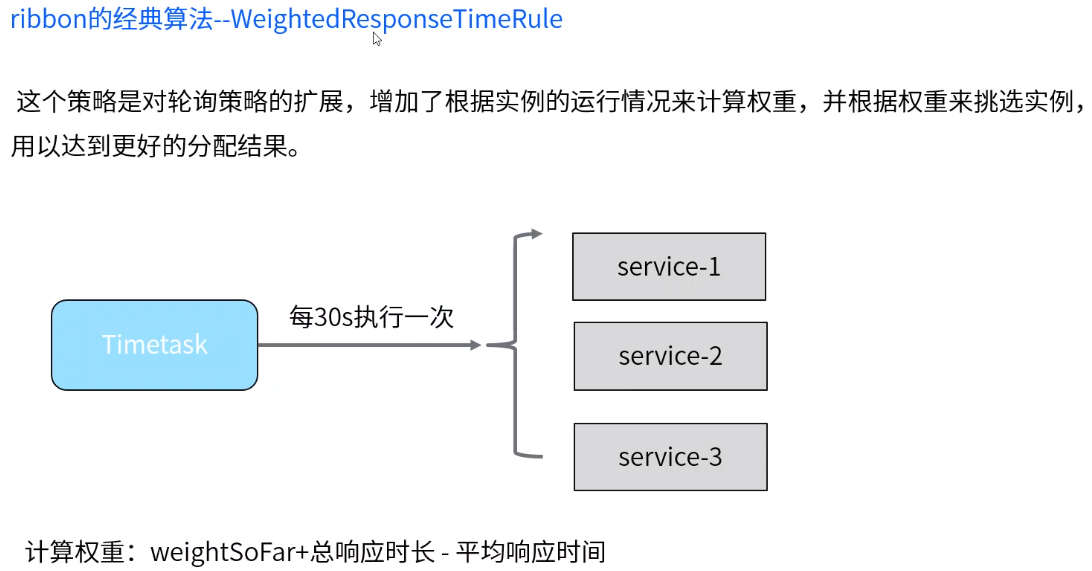 ribbon的经典算法--WeightedResponseTimeRule
这个策略是对轮询策略的扩展，增加了根据实例的运行情况来计算权重，并根据权重来挑选实例，
用以达到更好的分配结果。
service-1
每30s执行一次
Timetask
service-2
service-3
计算权重：weightSoFar+总响应时长 - 平均响应时间